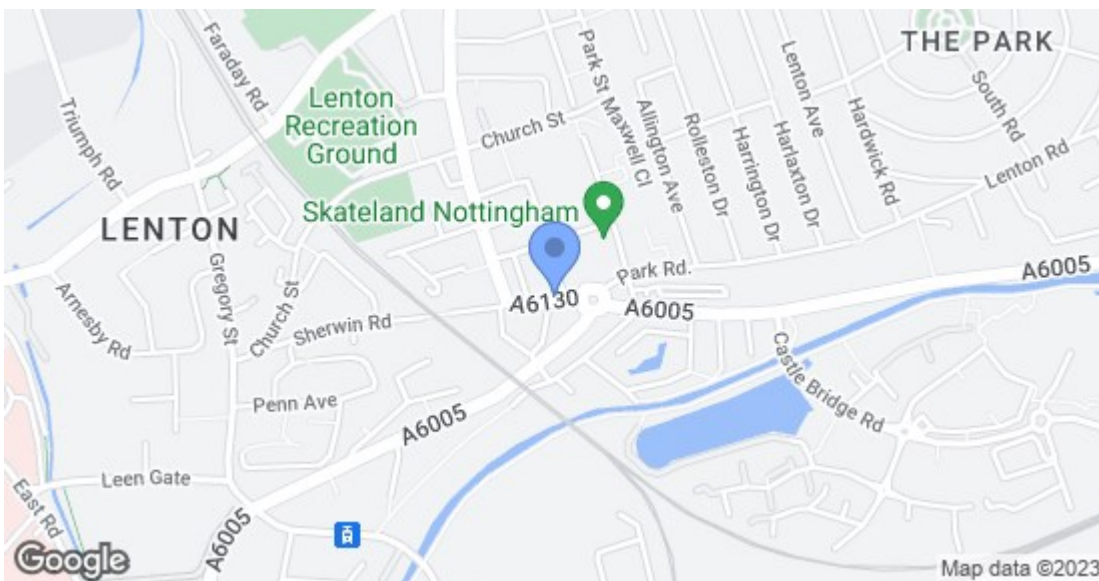 Faraday Rd
Triumph Rd
Lenton
Recreation
Ground
Church St
Park St
Maxwell Cl
Allington Ave
Rolleston Dr
Harrington Dr
Harlaxton Dr
Lenton Ave
Hardwick Rd
THE PARK
South Rd
Lenton Rd
LENTON
Skateland Nottingham
Gregory St
Church St
Arnesby Rd
Sherwin Rd
A6130
Park Rd.
A6005
A6005
Penn Ave
A6005
Castle Bridge Rd
Leen Gate
East Rd
A6005
Google
Map data ©2023